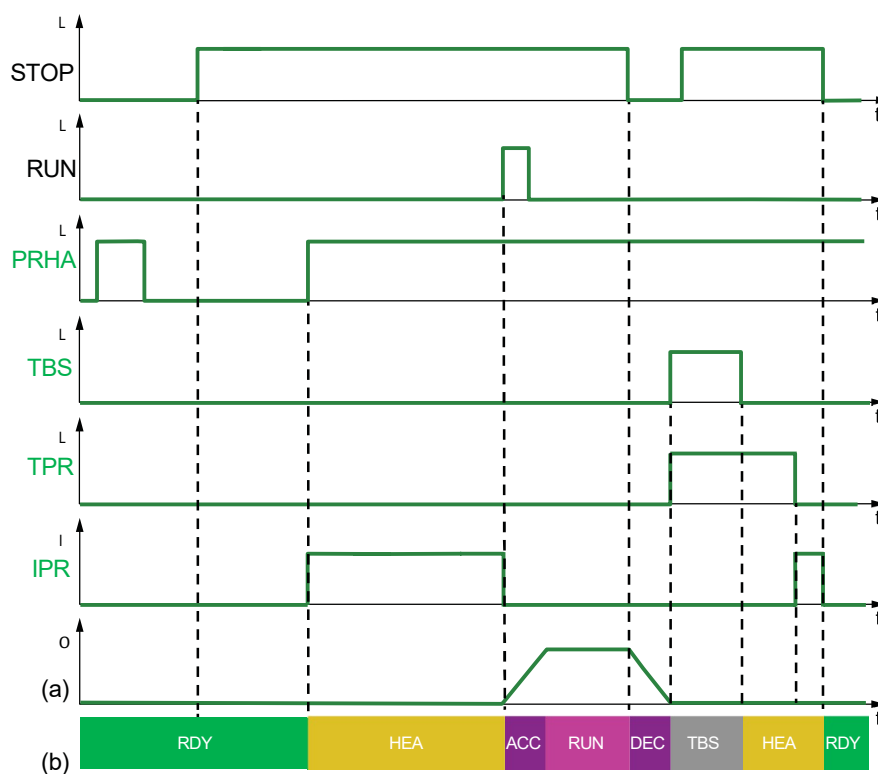 L
STOP
t
L
RUN
t
L
PRHA
t
L
TBS
t
L
TPR
t
I
IPR
t
O
(a)
t
(b) RDY HEA ACC RUN DEC TBS HEA RDY